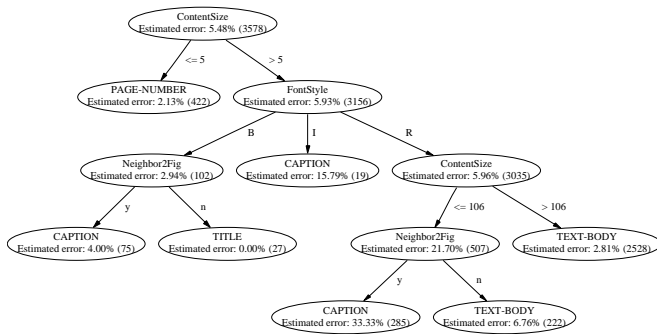 ContentSize
Estimated error: 5.48% (3578)
<= 5
> 5
PAGE-NUMBER
Estimated error: 2.13% (422)
FontStyle
Estimated error: 5.93% (3156)
B
I
R
Neighbor2Fig
Estimated error: 2.94% (102)
CAPTION
Estimated error: 15.79% (19)
ContentSize
Estimated error: 5.96% (3035)
y
n
<= 106
> 106
CAPTION
Estimated error: 4.00% (75)
TITLE
Estimated error: 0.00% (27)
Neighbor2Fig
Estimated error: 21.70% (507)
TEXT-BODY
Estimated error: 2.81% (2528)
y
n
CAPTION
Estimated error: 33.33% (285)
TEXT-BODY
Estimated error: 6.76% (222)